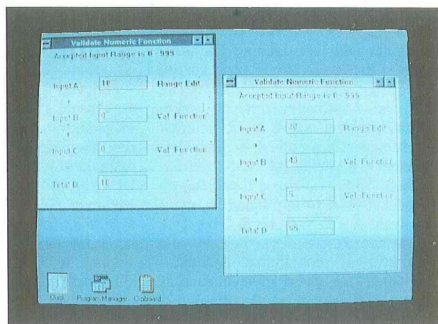 Validate Numeric Function
Accepted Input Range is 0 - 999
Input A 10 Range Edit
+
Input B 0 Val Function
+
Input C 0 Val Function
Total D 10
Validate Numeric Function
Accepted Input Range is 0 - 999
Input A Range Edit
+
Input B Val Function
+
Input C Val Function
Total D
Program Manager
Clipboard